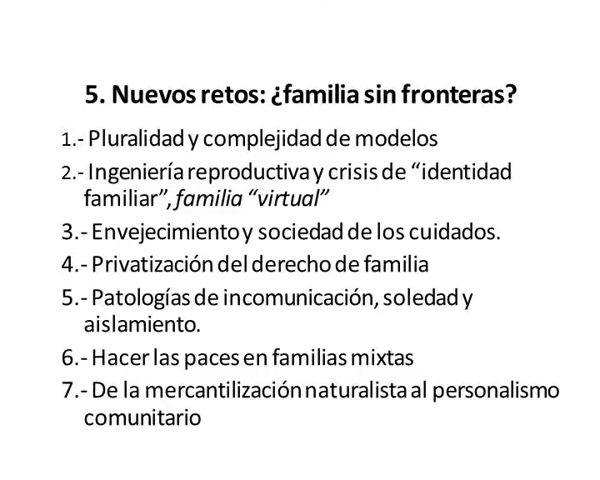 5. Nuevos retos: ¿familia sin fronteras?
1.- Pluralidad y complejidad de modelos
2.- Ingeniería reproductiva y crisis de “identidad
familiar”, familia “virtual”
3.- Envejecimiento y sociedad de los cuidados.
4.- Privatización del derecho de familia
5.- Patologías de incomunicación, soledad y
aislamiento.
6.- Hacer las paces en familias mixtas
7.- De la mercantilización naturalista al personalismo
comunitario